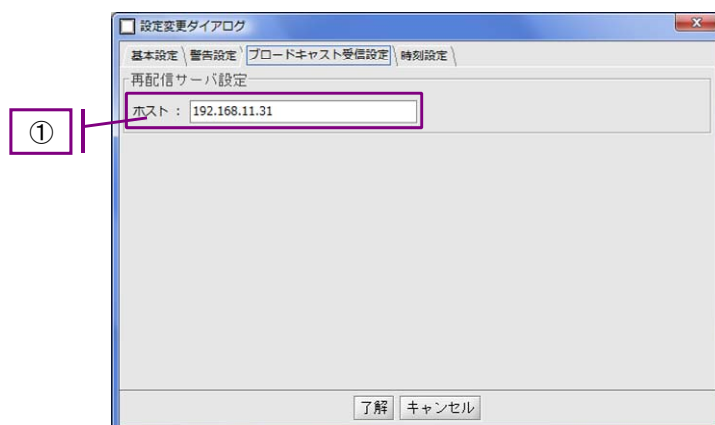 設定変更ダイアログ
基本設定 警告設定 ブロードキャスト受信設定 時刻設定
再配信サーバ設定
ホスト : 192.168.11.31
①
了解 キャンセル